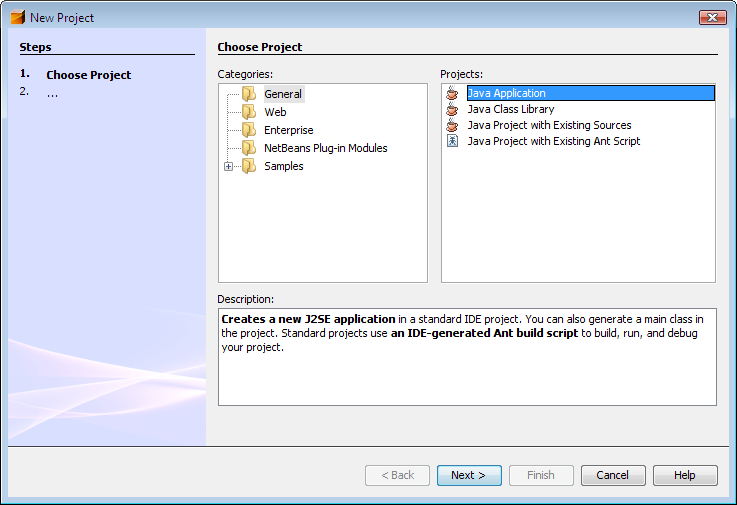 New Project
Steps
1. Choose Project
2. ...
Choose Project
Categories:
General
Web
Enterprise
NetBeans Plug-in Modules
Samples
Projects:
Java Application
Java Class Library
Java Project with Existing Sources
Java Project with Existing Ant Script
Description:
Creates a new J2SE application in a standard IDE project. You can also generate a main class in
the project. Standard projects use an IDE-generated Ant build script to build, run, and debug
your project.
< Back
Next >
Finish
Cancel
Help